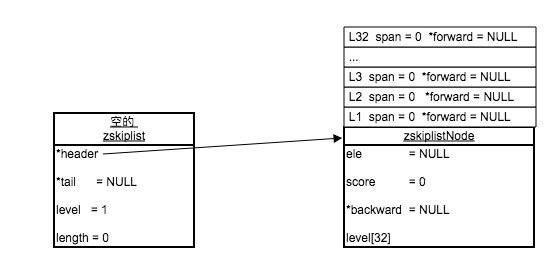 空的
zskiplist
*header
*tail = NULL
level = 1
length = 0
L32 span = 0 *forward = NULL
...
L3 span = 0 *forward = NULL
L2 span = 0 *forward = NULL
L1 span = 0 *forward = NULL
zskiplistNode
ele = NULL
score = 0
*backward = NULL
level[32]